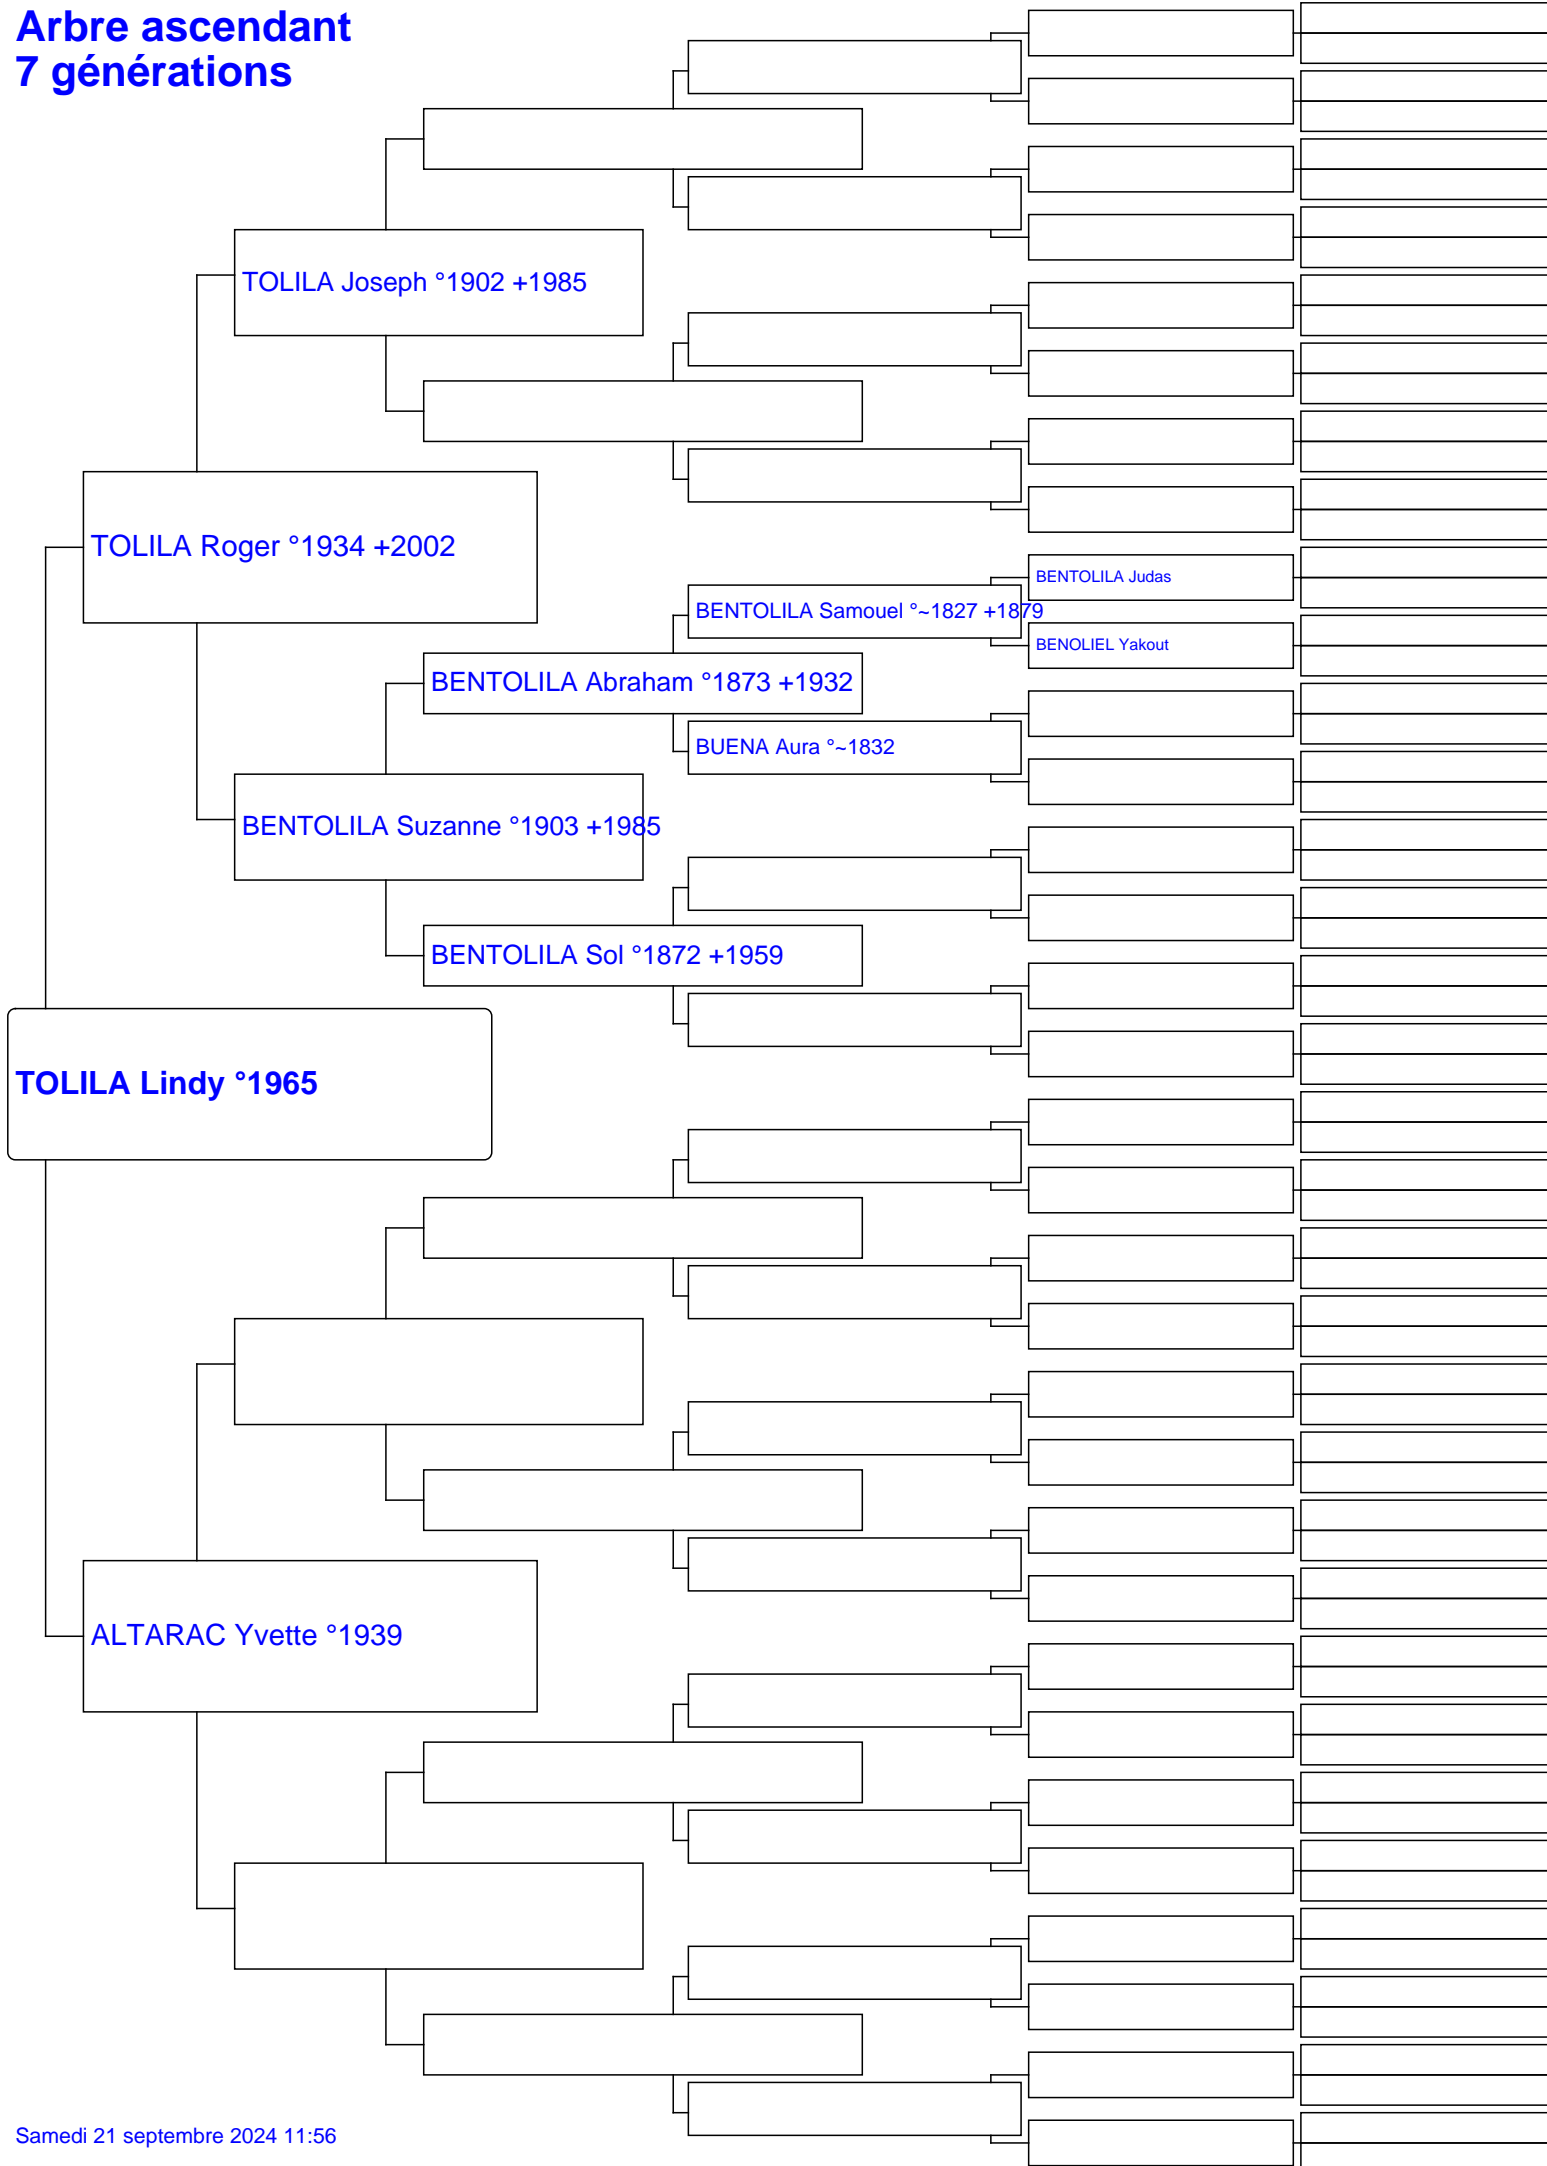 Arbre ascendant
7 générations
TOLILA Joseph °1902 +1985
TOLILA Roger °1934 +2002
BENTOLILA Judas
BENTOLILA Samouel °~1827 +1879
BENOLIEL Yakout
BENTOLILA Abraham °1873 +1932
BUENA Aura °~1832
BENTOLILA Suzanne °1903 +1985
BENTOLILA Sol °1872 +1959
TOLILA Lindy °1965
ALTARAC Yvette °1939
Samedi 21 septembre 2024 11:56